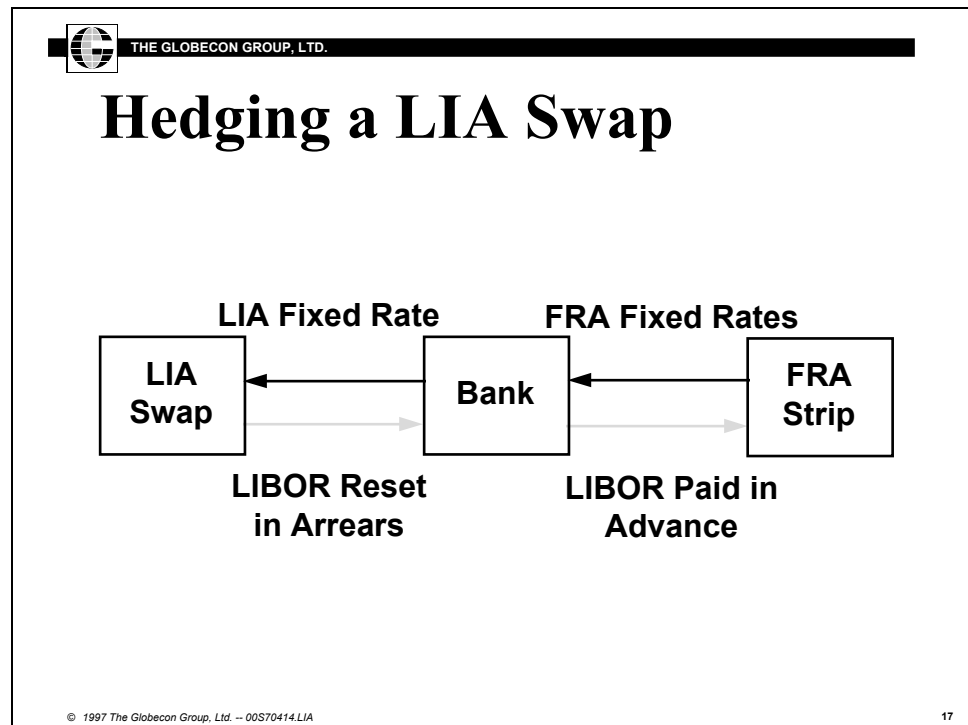 THE GLOBECON GROUP, LTD.
Hedging a LIA Swap
LIA Fixed Rate
FRA Fixed Rates
LIA
Swap
Bank
FRA
Strip
LIBOR Reset
in Arrears
LIBOR Paid in
Advance
© 1997 The Globecon Group, Ltd. -- 00S70414.LIA
17